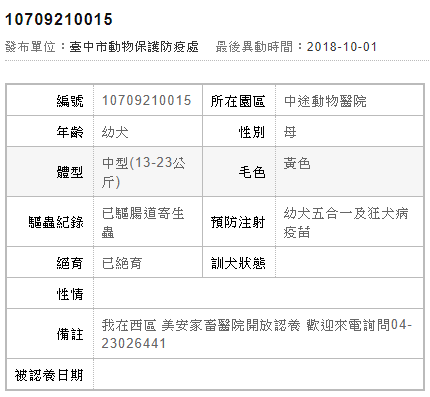 10709210015
發布單位：臺中市動物保護防疫處 最後異動時間：2018-10-01
編號 10709210015 所在園區 中途動物醫院
年齡 幼犬 性別 母
體型 中型(13-23公
斤) 毛色 黃色
驅蟲紀錄 已驅腸道寄生
蟲 預防注射 幼犬五合一及狂犬病
疫苗
絕育 已絕育 訓犬狀態
性情
備註 我在西區 美安家畜醫院開放認養 歡迎來電詢問04-
23026441
被認養日期